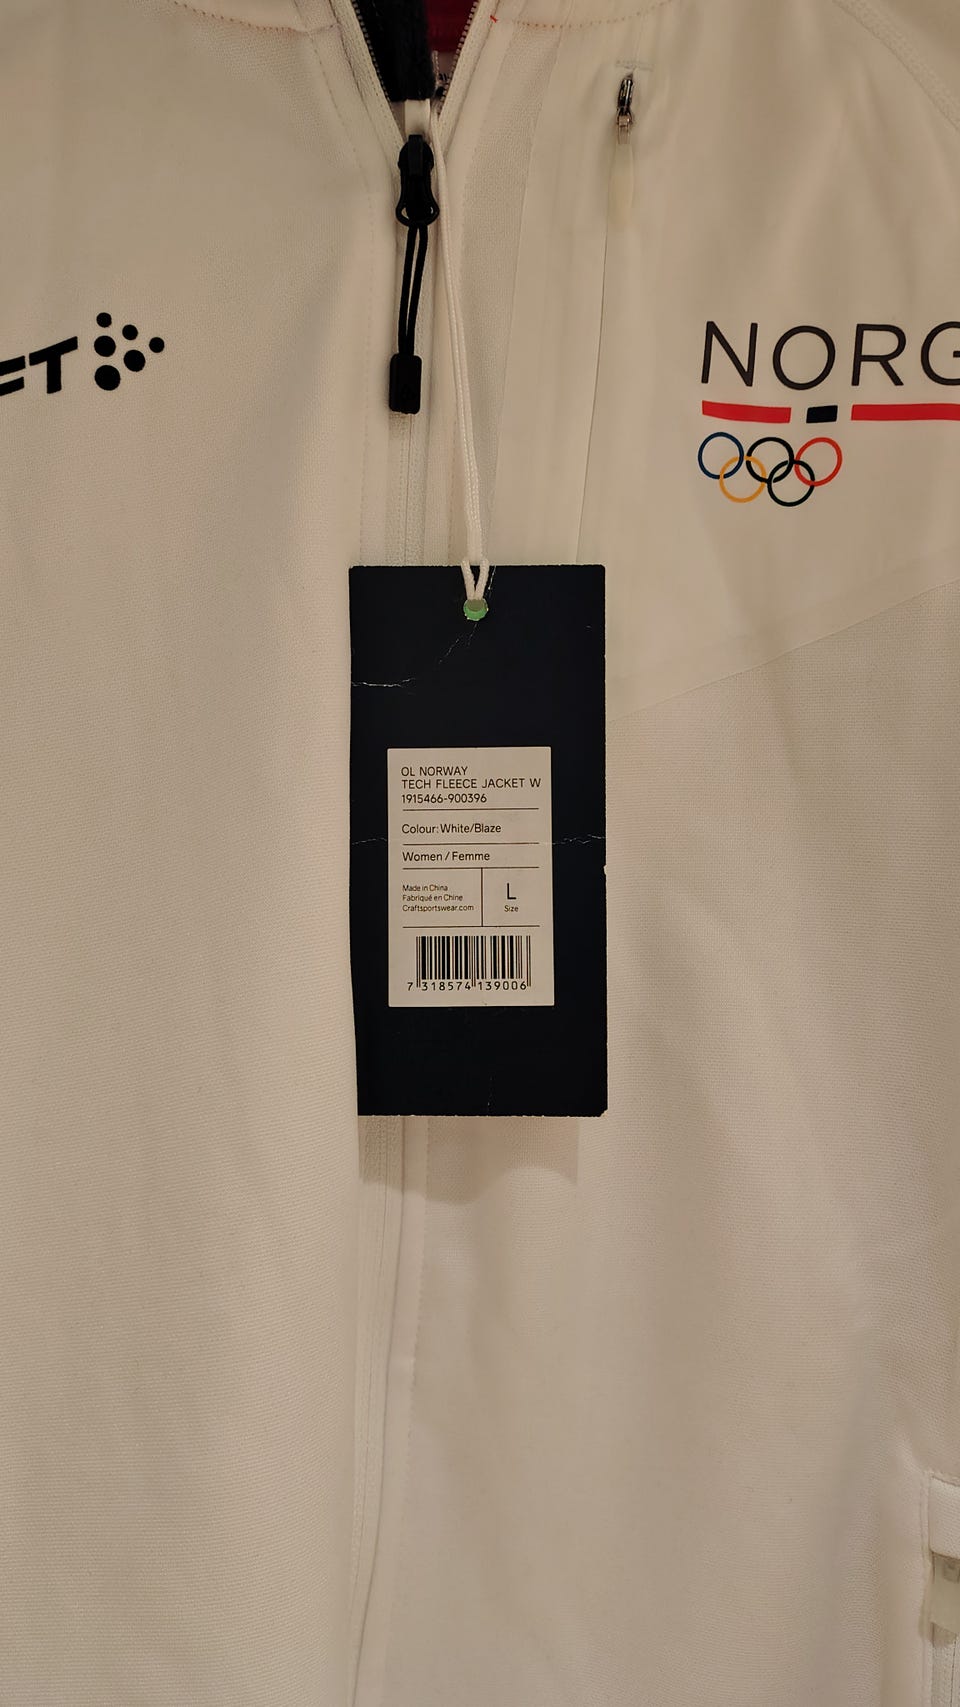 FT
NORG
OL NORWAY
TECH FLEECE JACKET W
1915466-900396
Colour: White/Blaze
Women / Femme
Made in China
Fabriqué en Chine
Craftsportswear.com
L
Size
7 318574 139006